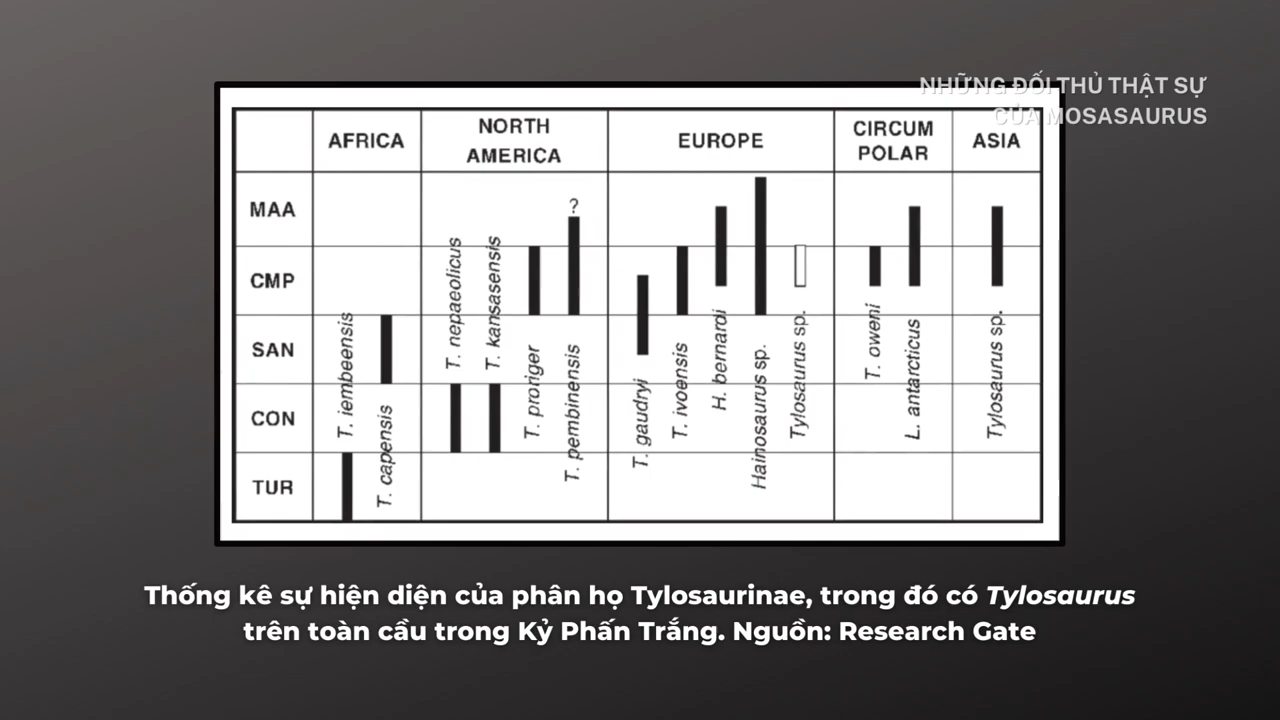 NHỮNG ĐỐI THỦ THẬT SỰ
CỦA MOSASAURUS
AFRICA
NORTH
AMERICA
EUROPE
CIRCUM
POLAR
ASIA
MAA
CMP
SAN
CON
TUR
T. iembeensis
T. capensis
T. nepaeolicus
T. kansasensis
T. proriger
?
T. pembinensis
T. gaudryi
T. ivoensis
H. bernardi
Hainosaurus sp.
Tylosaurus sp.
T. oweni
L. antarcticus
Tylosaurus sp.
Thống kê sự hiện diện của phân họ Tylosaurinae, trong đó có Tylosaurus
trên toàn cầu trong Kỷ Phấn Trắng. Nguồn: Research Gate